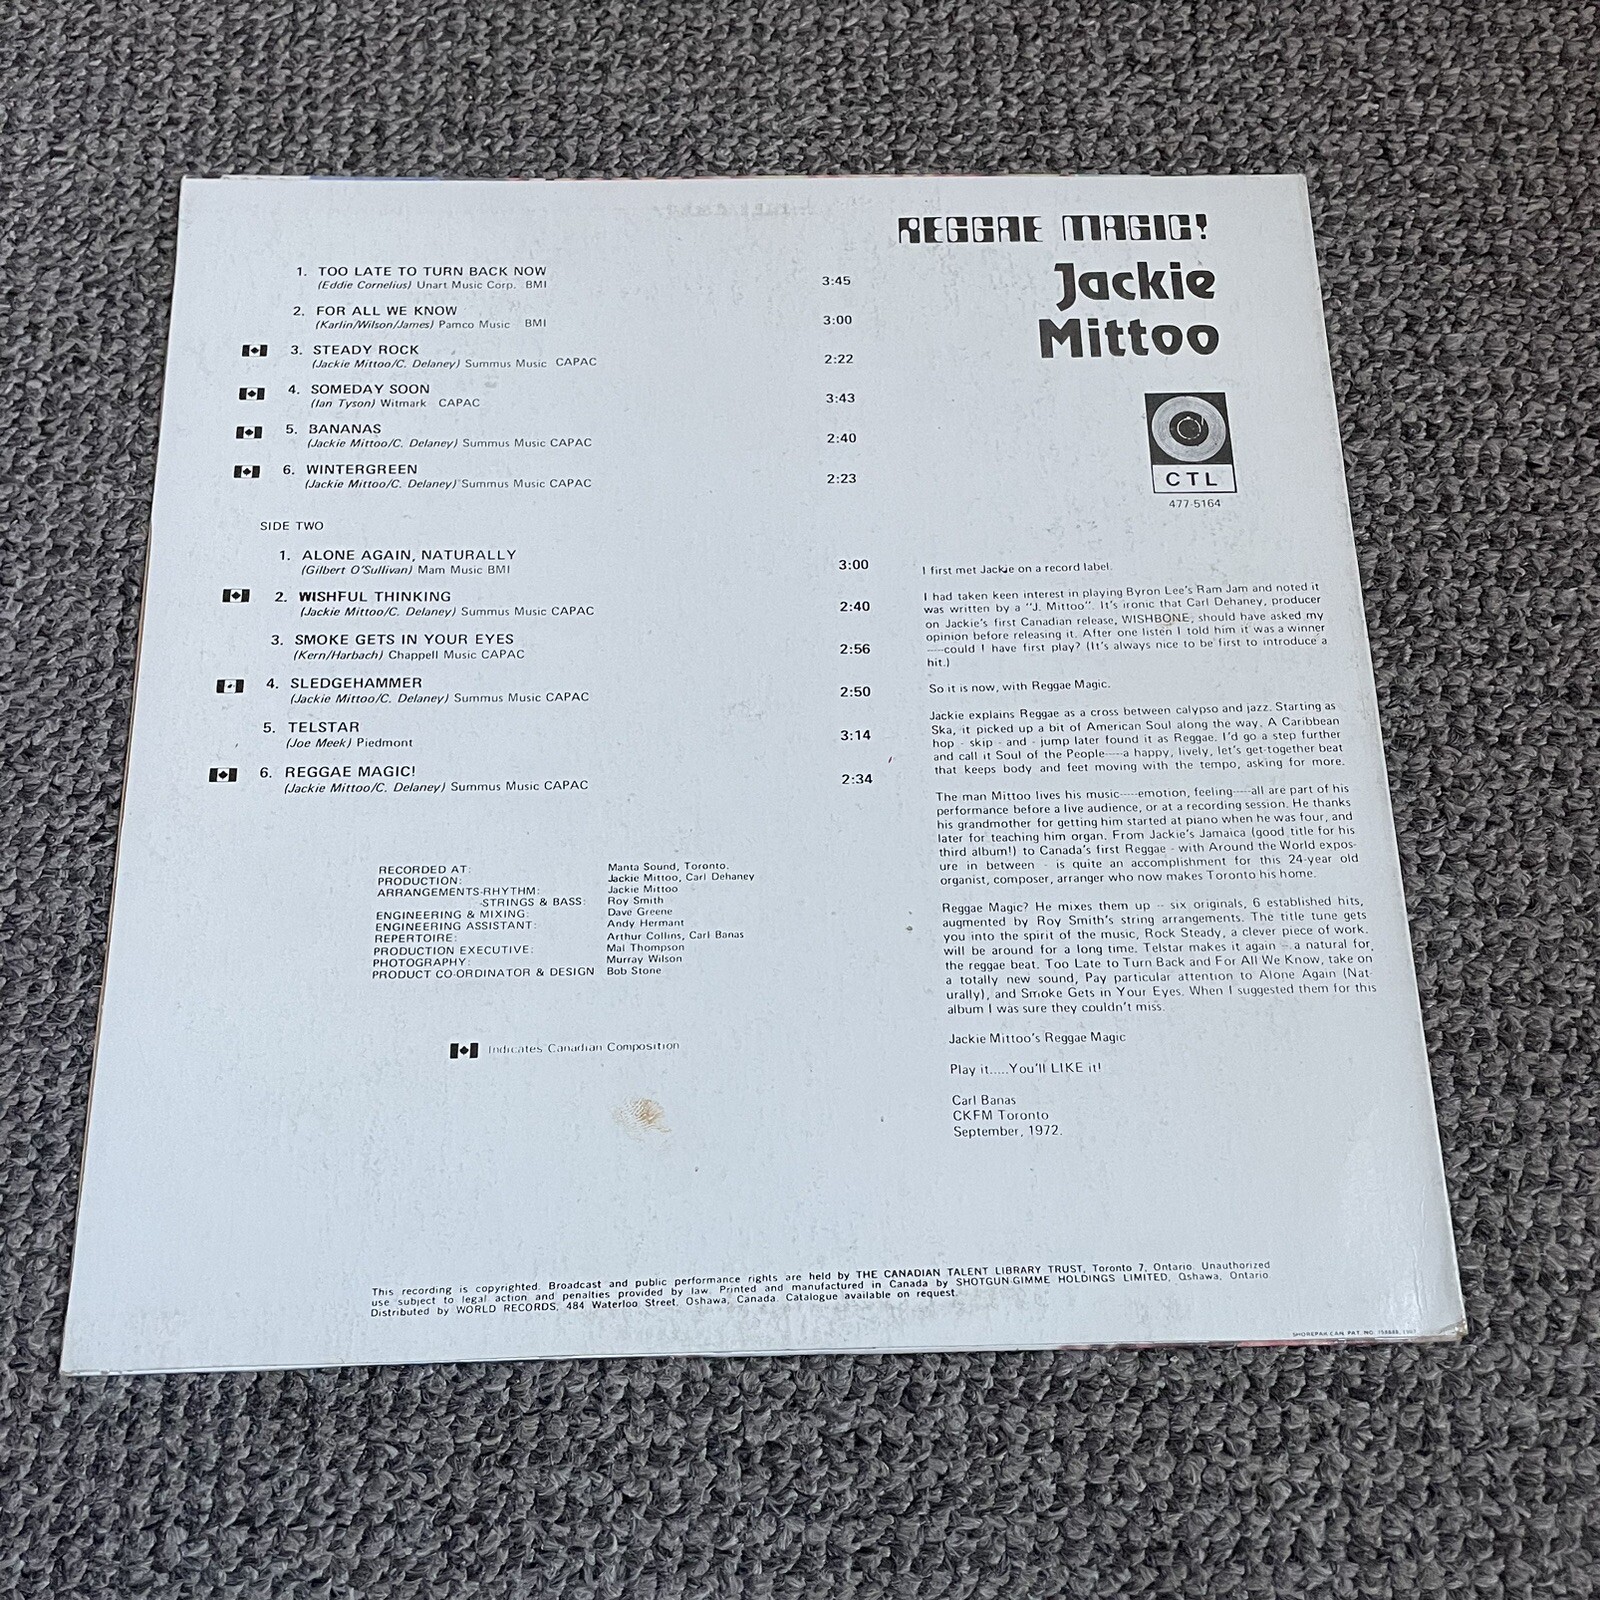 REGGAE MAGIC!
Jackie
Mittoo
CTL
477-5164
1. TOO LATE TO TURN BACK NOW 3:45
(Eddie Cornelius) Unart Music Corp. BMI
2. FOR ALL WE KNOW 3:00
(Karlin/Wilson/James) Pamco Music BMI
3. STEADY ROCK 2:22
(Jackie Mittoo/C. Delaney) Summus Music CAPAC
4. SOMEDAY SOON 3:43
(Ian Tyson) Witmark CAPAC
5. BANANAS 2:40
(Jackie Mittoo/C. Delaney) Summus Music CAPAC
6. WINTERGREEN 2:23
(Jackie Mittoo/C. Delaney) Summus Music CAPAC
SIDE TWO
1. ALONE AGAIN, NATURALLY 3:00
(Gilbert O'Sullivan) Mam Music BMI
2. WISHFUL THINKING 2:40
(Jackie Mittoo/C. Delaney) Summus Music CAPAC
3. SMOKE GETS IN YOUR EYES 2:56
(Kern/Harbach) Chappell Music CAPAC
4. SLEDGEHAMMER 2:50
(Jackie Mittoo/C. Delaney) Summus Music CAPAC
5. TELSTAR 3:14
(Joe Meek) Piedmont
6. REGGAE MAGIC! 2:34
(Jackie Mittoo/C. Delaney) Summus Music CAPAC
RECORDED AT: Manta Sound, Toronto.
PRODUCTION: Jackie Mittoo, Carl Dehaney
ARRANGEMENTS-RHYTHM: Jackie Mittoo
-STRINGS & BASS: Roy Smith
ENGINEERING & MIXING: Dave Greene
ENGINEERING ASSISTANT: Andy Hermant
REPERTOIRE: Arthur Collins, Carl Banas
PRODUCTION EXECUTIVE: Mal Thompson
PHOTOGRAPHY: Murray Wilson
PRODUCT CO-ORDINATOR & DESIGN Bob Stone
Indicates Canadian Composition
I first met Jackie on a record label.
I had taken keen interest in playing Byron Lee's Ram Jam and noted it
was written by a "J. Mittoo". It's ironic that Carl Dehaney, producer
on Jackie's first Canadian release, WISHBONE, should have asked my
opinion before releasing it. After one listen I told him it was a winner
-----could I have first play? (It's always nice to be first to introduce a
hit.)
So it is now, with Reggae Magic.
Jackie explains Reggae as a cross between calypso and jazz. Starting as
Ska, it picked up a bit of American Soul along the way. A Caribbean
hop - skip - and - jump later found it as Reggae. I'd go a step further
and call it Soul of the People-----a happy, lively, let's get-together beat
that keeps body and feet moving with the tempo, asking for more.
The man Mittoo lives his music-----emotion, feeling-----all are part of his
performance before a live audience, or at a recording session. He thanks
his grandmother for getting him started at piano when he was four, and
later for teaching him organ. From Jackie's Jamaica (good title for his
third album!) to Canada's first Reggae - with Around the World expos-
ure in between - is quite an accomplishment for this 24-year old
organist, composer, arranger who now makes Toronto his home.
Reggae Magic? He mixes them up -- six originals, 6 established hits,
augmented by Roy Smith's string arrangements. The title tune gets
you into the spirit of the music, Rock Steady, a clever piece of work.
will be around for a long time. Telstar makes it again -- a natural for
the reggae beat. Too Late to Turn Back and For All We Know, take on
a totally new sound, Pay particular attention to Alone Again (Nat-
urally), and Smoke Gets in Your Eyes. When I suggested them for this
album I was sure they couldn't miss.
Jackie Mittoo's Reggae Magic
Play it.....You'll LIKE it!
Carl Banas
CKFM Toronto
September, 1972.
This recording is copyrighted. Broadcast and public performance rights are held by THE CANADIAN TALENT LIBRARY TRUST, Toronto 7, Ontario. Unauthorized
use subject to legal action and penalties provided by law. Printed and manufactured in Canada by SHOTGUN-GIMME HOLDINGS LIMITED, Oshawa, Ontario.
Distributed by WORLD RECORDS, 484 Waterloo Street, Oshawa, Canada. Catalogue available on request.
SHOREPAK CAN. PAT. NO.